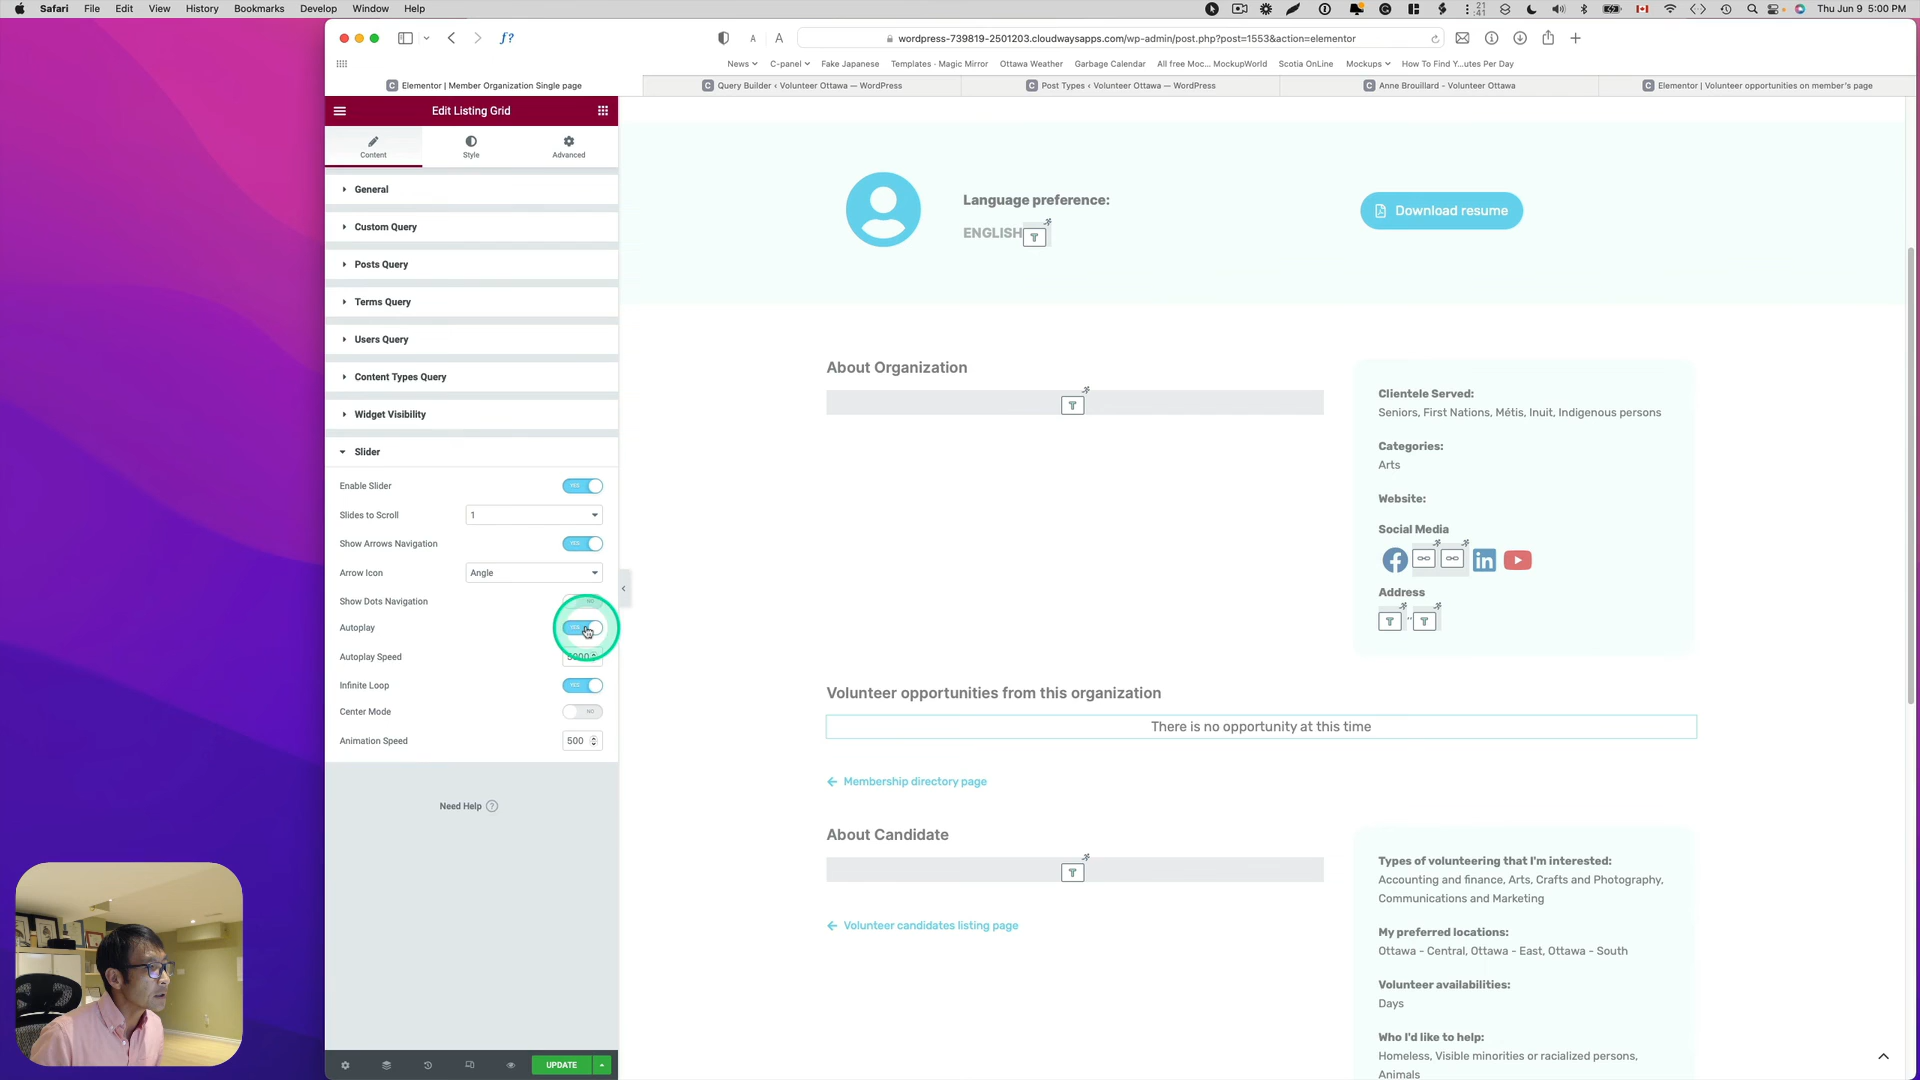 Safari File Edit View History Bookmarks Develop Window Help
21
41
Thu Jun 9 5:00 PM
f?
A A
wordpress-739819-2501203.cloudwaysapps.com/wp-admin/post.php?post=1553&action=elementor
News C-panel Fake Japanese Templates - Magic Mirror Ottawa Weather Garbage Calendar All free Moc... MockupWorld Scotia OnLine Mockups How To Find Y...utes Per Day
Elementor | Member Organization Single page
Query Builder ‹ Volunteer Ottawa — WordPress
Post Types ‹ Volunteer Ottawa — WordPress
Anne Brouillard - Volunteer Ottawa
Elementor | Volunteer opportunities on member's page
Edit Listing Grid
Content Style Advanced
General
Custom Query
Posts Query
Terms Query
Users Query
Content Types Query
Widget Visibility
Slider
Enable Slider YES
Slides to Scroll 1
Show Arrows Navigation YES
Arrow Icon Angle
Show Dots Navigation NO
Autoplay YES
Autoplay Speed 5000
Infinite Loop YES
Center Mode NO
Animation Speed 500
Need Help ?
UPDATE
Language preference:
ENGLISH T
Download resume
About Organization
T
Clientele Served:
Seniors, First Nations, Métis, Inuit, Indigenous persons
Categories:
Arts
Website:
Social Media
in
Address
T " T
Volunteer opportunities from this organization
There is no opportunity at this time
Membership directory page
About Candidate
T
Volunteer candidates listing page
Types of volunteering that I'm interested:
Accounting and finance, Arts, Crafts and Photography,
Communications and Marketing
My preferred locations:
Ottawa - Central, Ottawa - East, Ottawa - South
Volunteer availabilities:
Days
Who I'd like to help:
Homeless, Visible minorities or racialized persons,
Animals